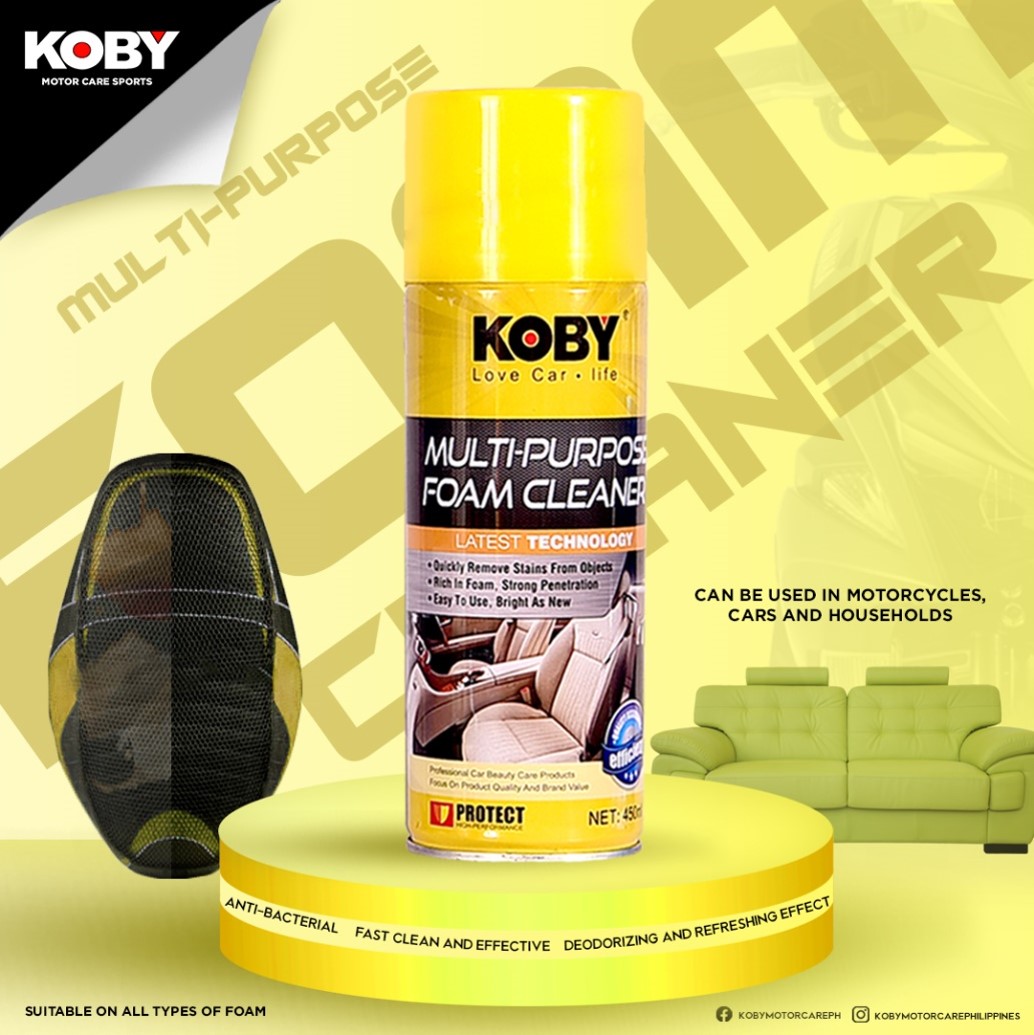 KOBY
MOTOR CARE SPORTS
MULTI-PURPOSE
FOAM
CLEANER
KOBY
Love Car • life
MULTI-PURPOSE
FOAM CLEANER
LATEST TECHNOLOGY
• Quickly Remove Stains From Objects
• Rich In Foam, Strong Penetration
• Easy To Use, Bright As New
Professional Car Beauty Care Products
Focus On Product Quality And Brand Value
PROTECT
HIGH-PERFORMANCE
NET: 450m
CAN BE USED IN MOTORCYCLES,
CARS AND HOUSEHOLDS
ANTI-BACTERIAL FAST CLEAN AND EFFECTIVE DEODORIZING AND REFRESHING EFFECT
SUITABLE ON ALL TYPES OF FOAM
KOBYMOTORCAREPH KOBYMOTORCAREPHILIPPINES